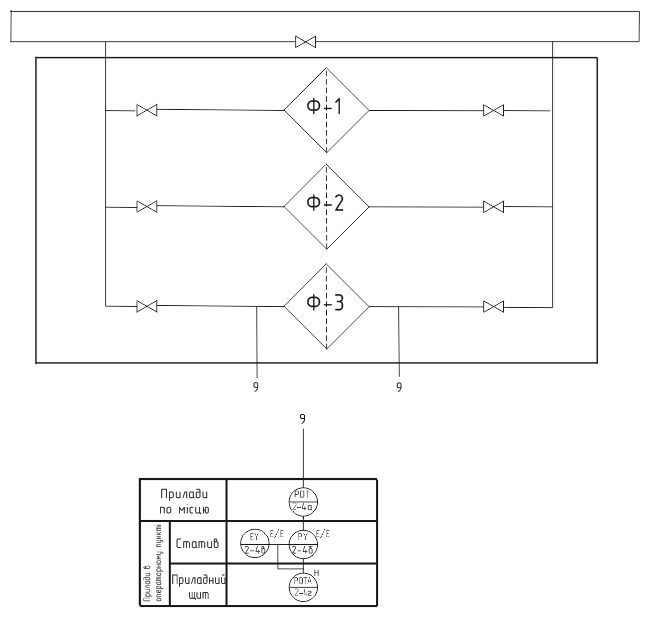 Ф-1
Ф-2
Ф-3
9 9
9
Прилади
по місцю
PDT
2-4а
Прилади в
операторному пункті
Статив
EY
2-4в
E/E
PY
2-4б
E/E
Приладний
щит
PDTA
2-4г
H